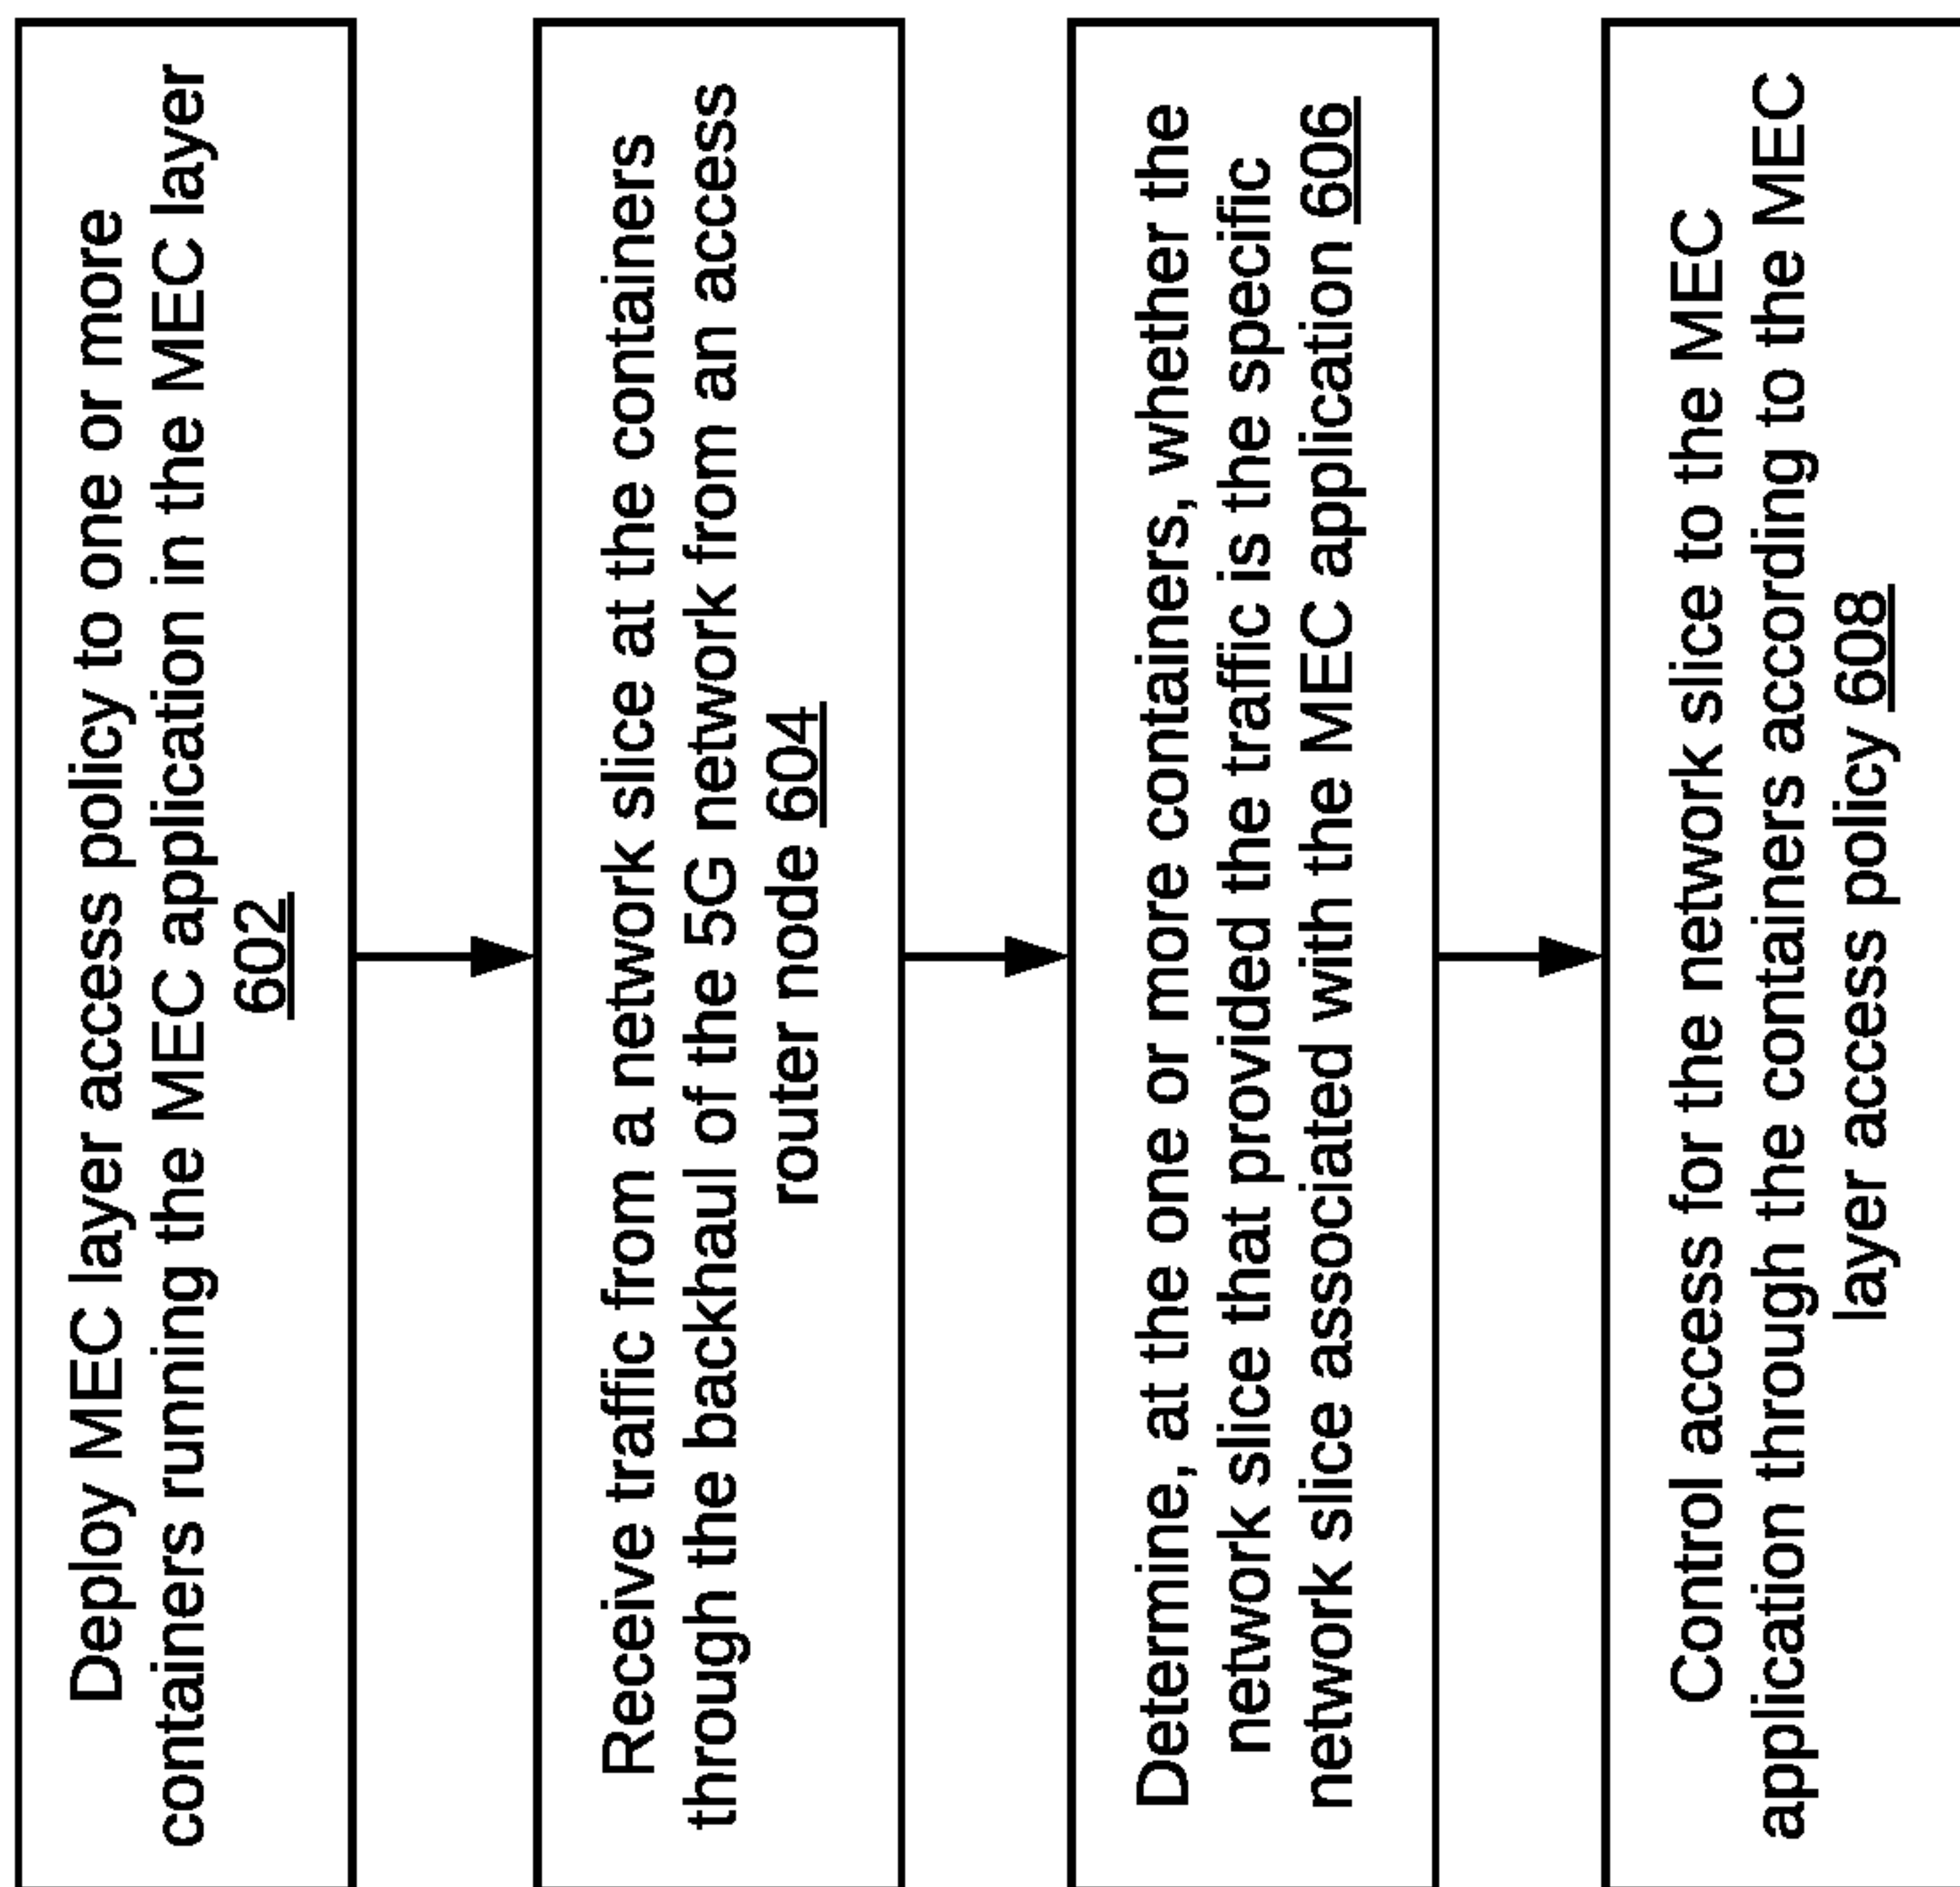 Deploy MEC layer access policy to one or more
containers running the MEC application in the MEC layer
602
Receive traffic from a network slice at the containers
through the backhaul of the 5G network from an access
router node 604
Determine, at the one or more containers, whether the
network slice that provided the traffic is the specific
network slice associated with the MEC application 606
Control access for the network slice to the MEC
application through the containers according to the MEC
layer access policy 608